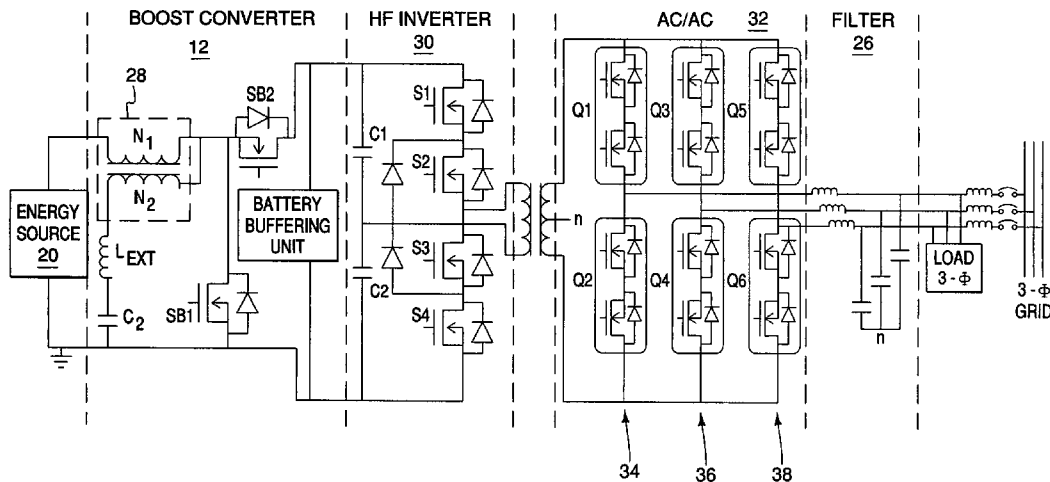 BOOST CONVERTER
12
HF INVERTER
30
AC/AC 32
FILTER
26
28
N1
N2
SB2
S1
C1
S2
Q1
Q3
Q5
ENERGY
SOURCE
20
LEXT
BATTERY
BUFFERING
UNIT
n
C2
SB1
S3
C2
S4
Q2
Q4
Q6
LOAD
3-Φ
3-Φ
GRID
n
34
36
38